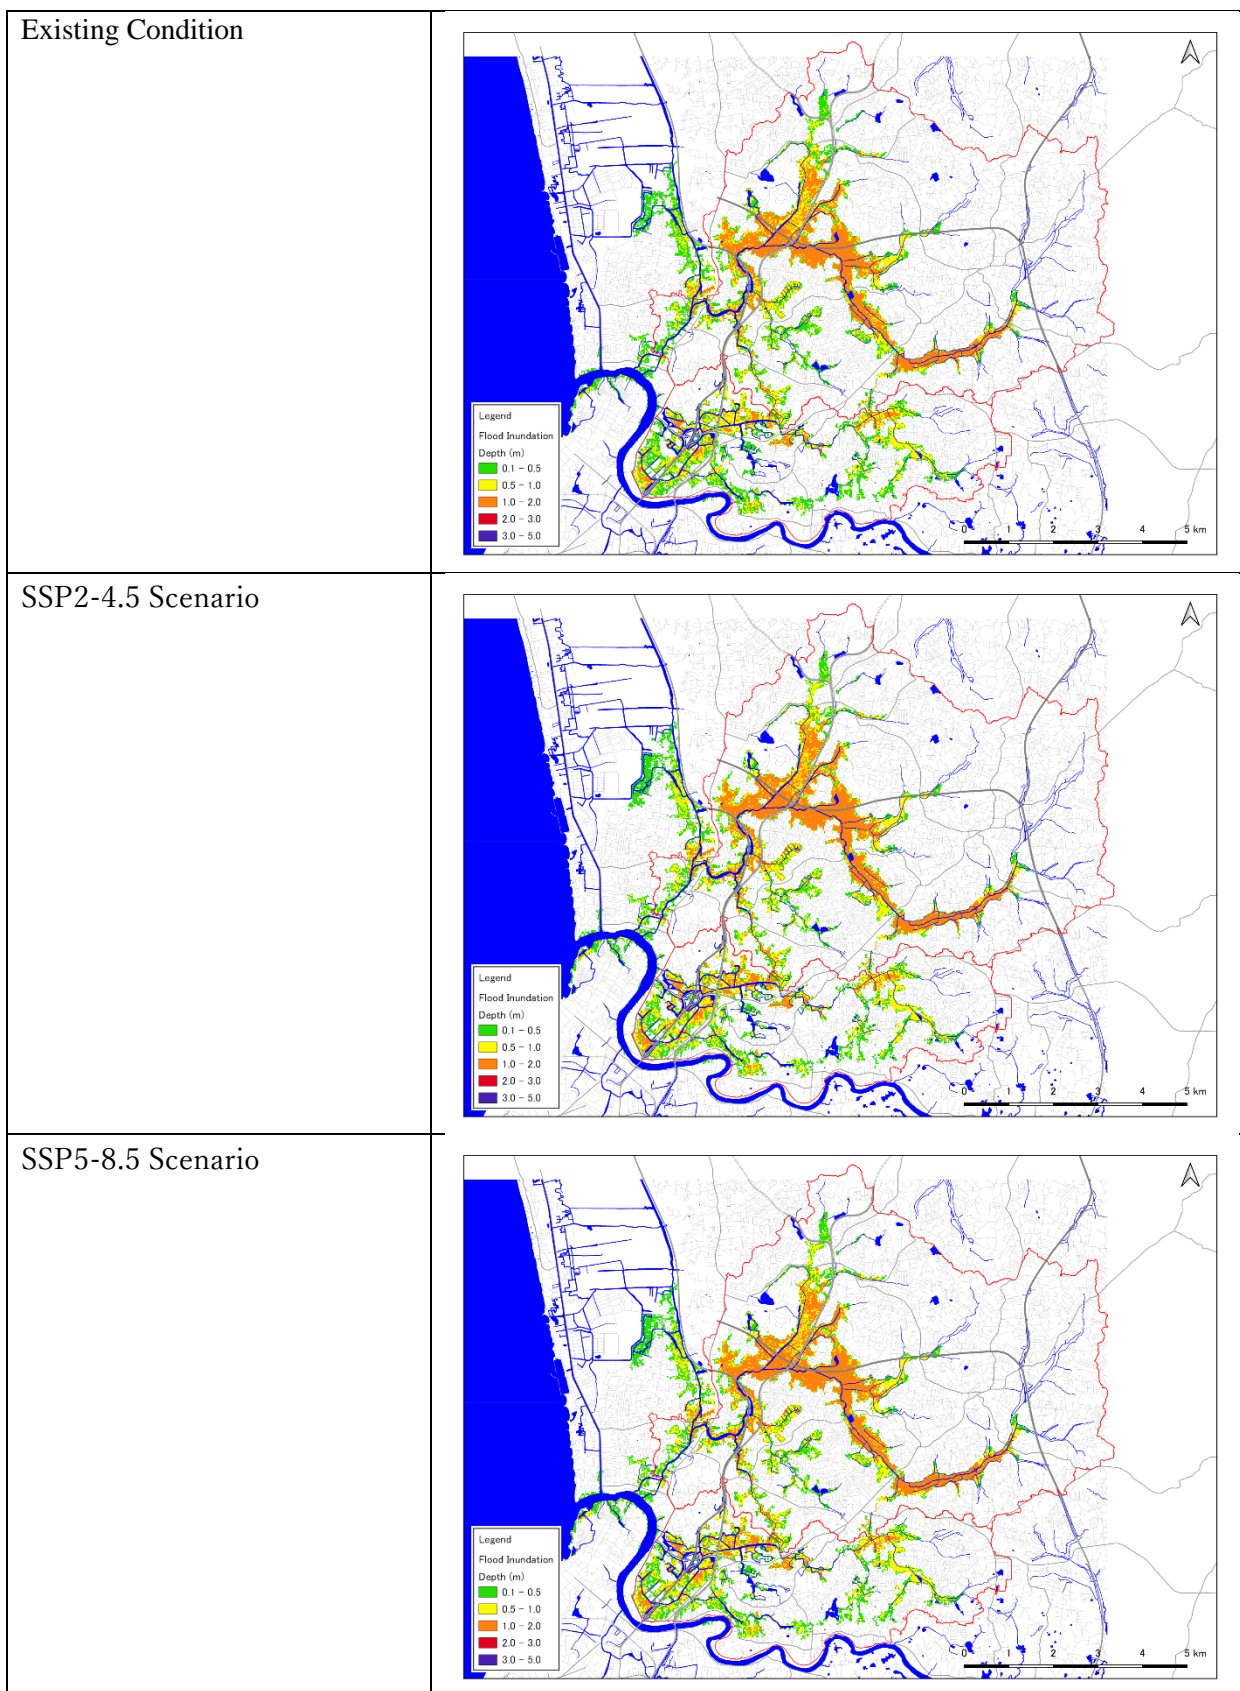 Existing Condition
Legend
Flood Inundation
Depth (m)
0.1 - 0.5
0.5 - 1.0
1.0 - 2.0
2.0 - 3.0
3.0 - 5.0
0 1 2 3 4 5 km
SSP2-4.5 Scenario
Legend
Flood Inundation
Depth (m)
0.1 - 0.5
0.5 - 1.0
1.0 - 2.0
2.0 - 3.0
3.0 - 5.0
0 1 2 3 4 5 km
SSP5-8.5 Scenario
Legend
Flood Inundation
Depth (m)
0.1 - 0.5
0.5 - 1.0
1.0 - 2.0
2.0 - 3.0
3.0 - 5.0
0 1 2 3 4 5 km